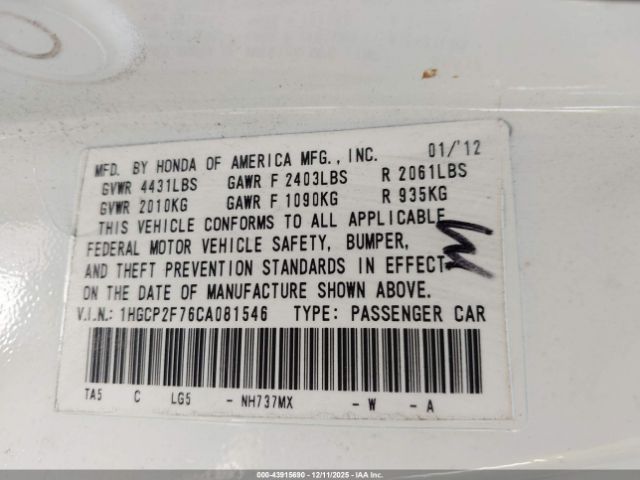 MFD. BY HONDA OF AMERICA MFG., INC. 01/'12
GVWR 4431LBS GAWR F 2403LBS R 2061LBS
GVWR 2010KG GAWR F 1090KG R 935KG
THIS VEHICLE CONFORMS TO ALL APPLICABLE
FEDERAL MOTOR VEHICLE SAFETY, BUMPER,
AND THEFT PREVENTION STANDARDS IN EFFECT
ON THE DATE OF MANUFACTURE SHOWN ABOVE.
V.I.N.: 1HGCP2F76CA081546 TYPE: PASSENGER CAR
TA5 C LG5 - NH737MX - W - A
000-43915690 - 12/11/2025 - IAA Inc.